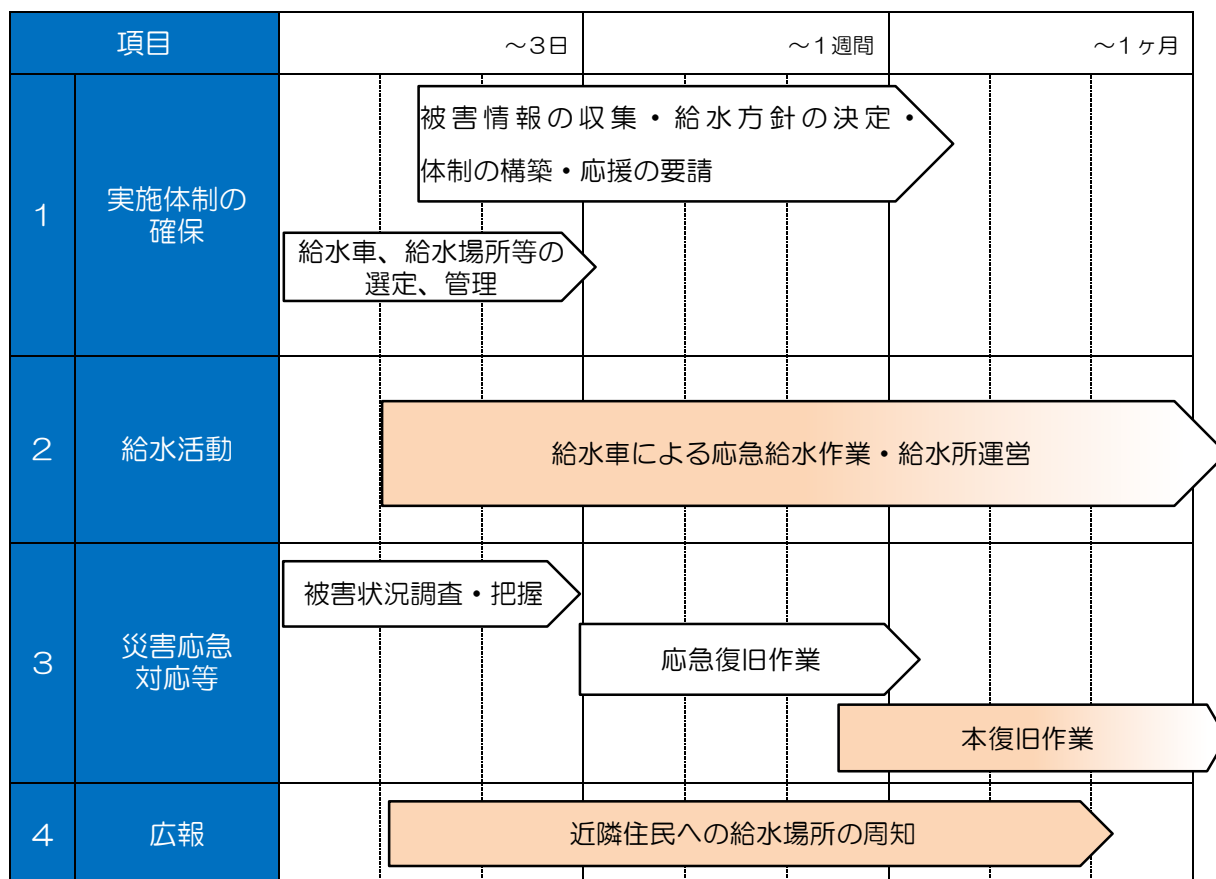 項目
～3日
～1週間
～1ヶ月
1
実施体制の
確保
被害情報の収集・給水方針の決定・
体制の構築・応援の要請
給水車、給水場所等の
選定、管理
2
給水活動
給水車による応急給水作業・給水所運営
3
災害応急
対応等
被害状況調査・把握
応急復旧作業
本復旧作業
4
広報
近隣住民への給水場所の周知